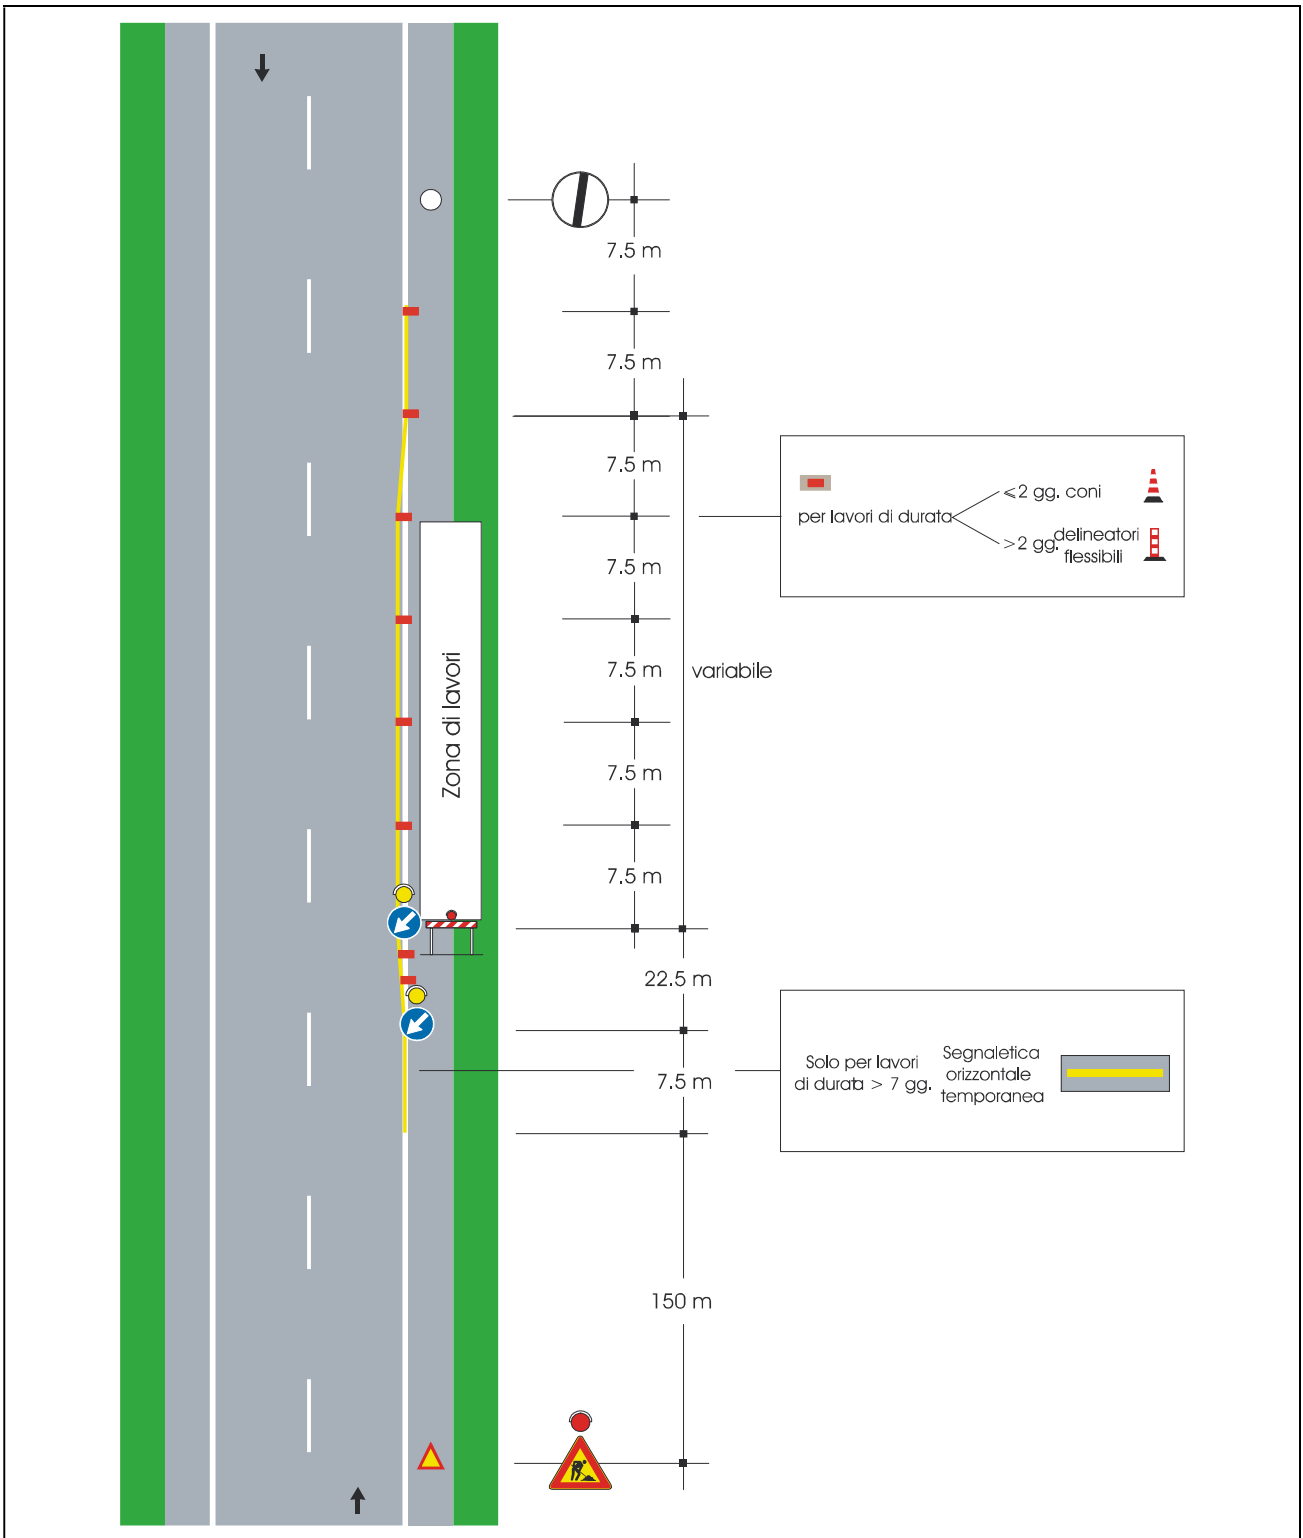 7.5 m
7.5 m
7.5 m
per lavori di durata
⩽2 gg. coni
>2 gg. delineatori
flessibili
7.5 m
Zona di lavori
7.5 m
variabile
7.5 m
7.5 m
22.5 m
7.5 m
Solo per lavori
di durata > 7 gg.
Segnaletica
orizzontale
temporanea
150 m